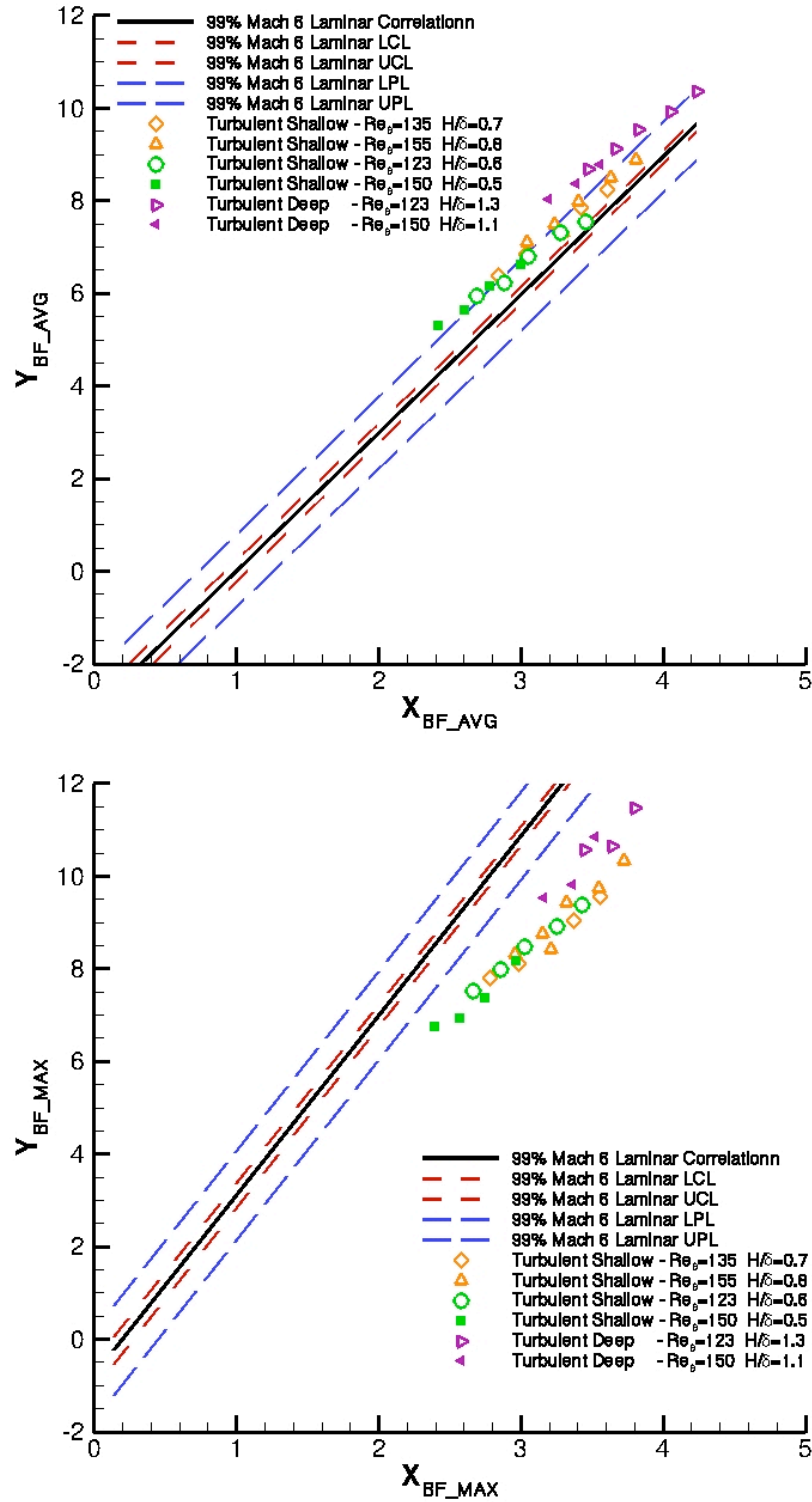 12
10
8
6
4
2
0
-2
0 1 2 3 4 5
Y BF_AVG
X BF_AVG
99% Mach 6 Laminar Correlationn
99% Mach 6 Laminar LCL
99% Mach 6 Laminar UCL
99% Mach 6 Laminar LPL
99% Mach 6 Laminar UPL
Turbulent Shallow - Reθ=135 H/δ=0.7
Turbulent Shallow - Reθ=155 H/δ=0.8
Turbulent Shallow - Reθ=123 H/δ=0.6
Turbulent Shallow - Reθ=150 H/δ=0.5
Turbulent Deep - Reθ=123 H/δ=1.3
Turbulent Deep - Reθ=150 H/δ=1.1
12
10
8
6
4
2
0
-2
0 1 2 3 4 5
Y BF_MAX
X BF_MAX
99% Mach 6 Laminar Correlationn
99% Mach 6 Laminar LCL
99% Mach 6 Laminar UCL
99% Mach 6 Laminar LPL
99% Mach 6 Laminar UPL
Turbulent Shallow - Reθ=135 H/δ=0.7
Turbulent Shallow - Reθ=155 H/δ=0.8
Turbulent Shallow - Reθ=123 H/δ=0.6
Turbulent Shallow - Reθ=150 H/δ=0.5
Turbulent Deep - Reθ=123 H/δ=1.3
Turbulent Deep - Reθ=150 H/δ=1.1